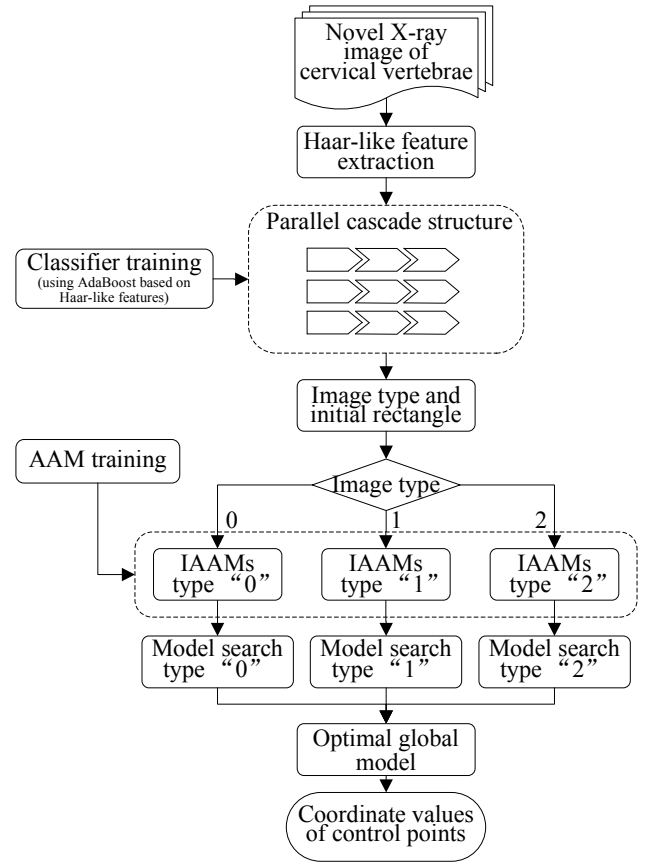 Novel X-ray
image of
cervical vertebrae
Haar-like feature
extraction
Parallel cascade structure
Classifier training
(using AdaBoost based on
Haar-like features)
Image type and
initial rectangle
AAM training
Image type
0
1
2
IAAMs
type “0”
IAAMs
type “1”
IAAMs
type “2”
Model search
type “0”
Model search
type “1”
Model search
type “2”
Optimal global
model
Coordinate values
of control points